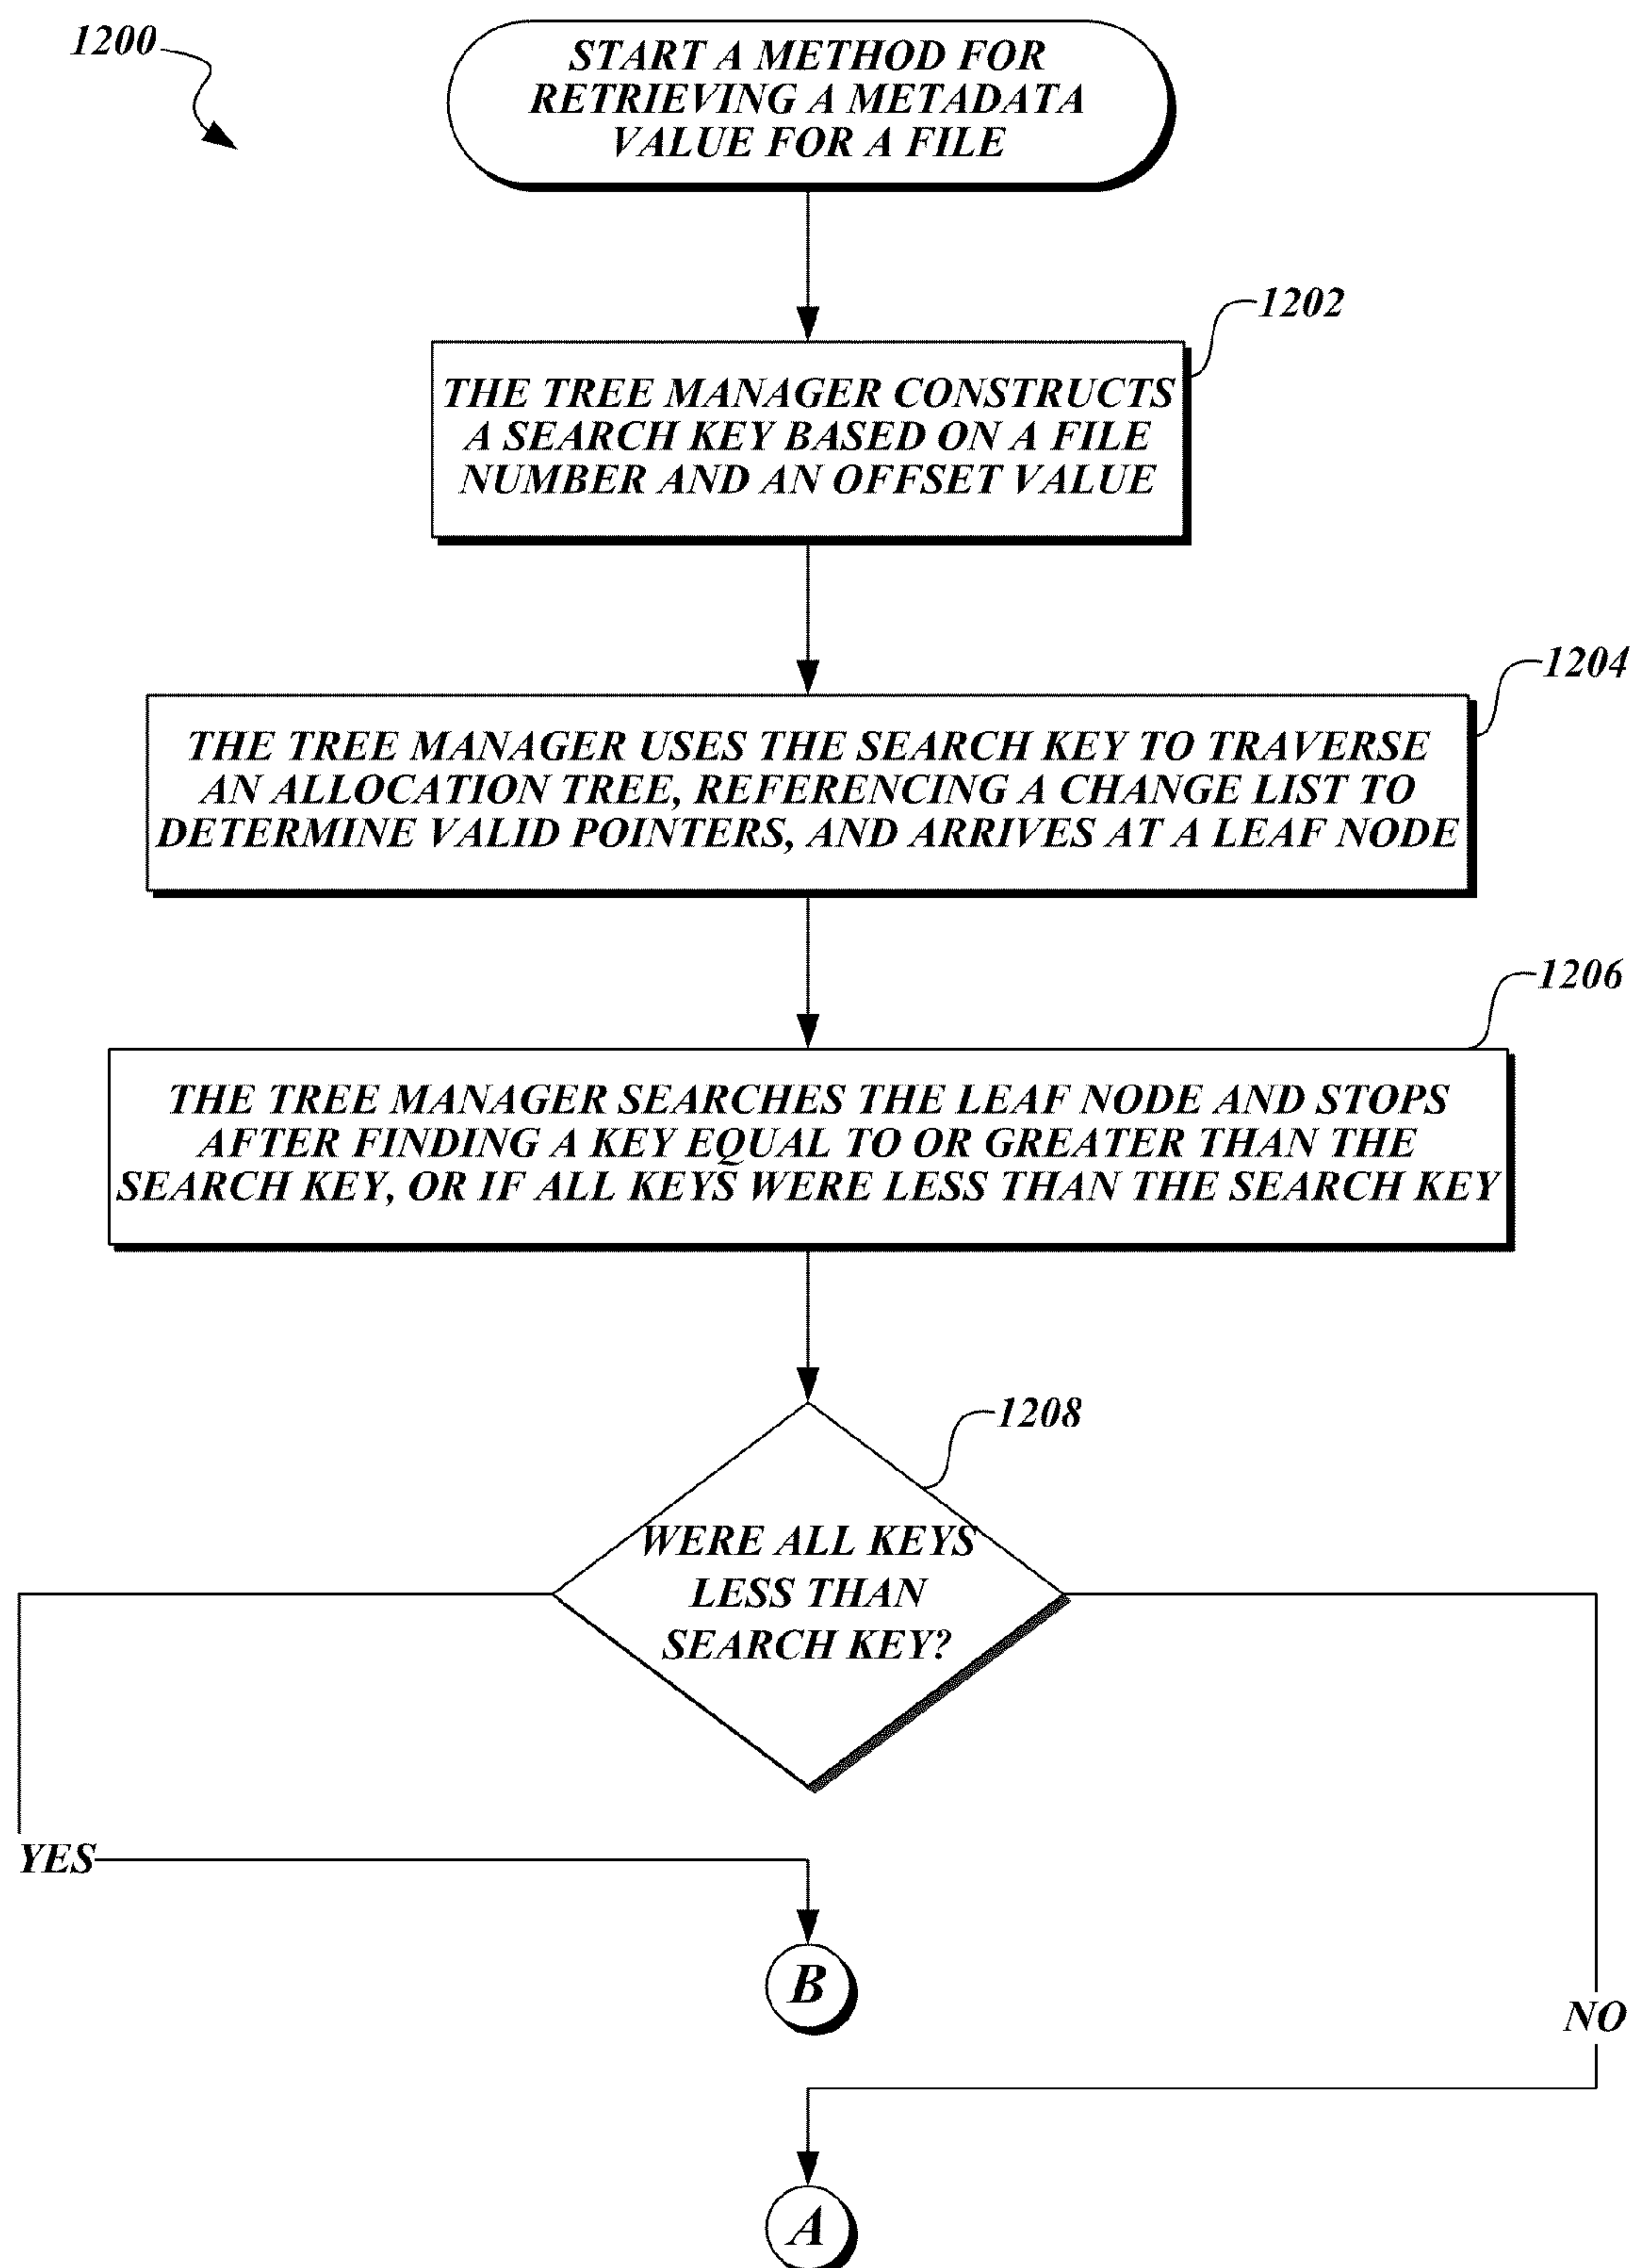 1200
START A METHOD FOR
RETRIEVING A METADATA
VALUE FOR A FILE
1202
THE TREE MANAGER CONSTRUCTS
A SEARCH KEY BASED ON A FILE
NUMBER AND AN OFFSET VALUE
1204
THE TREE MANAGER USES THE SEARCH KEY TO TRAVERSE
AN ALLOCATION TREE, REFERENCING A CHANGE LIST TO
DETERMINE VALID POINTERS, AND ARRIVES AT A LEAF NODE
1206
THE TREE MANAGER SEARCHES THE LEAF NODE AND STOPS
AFTER FINDING A KEY EQUAL TO OR GREATER THAN THE
SEARCH KEY, OR IF ALL KEYS WERE LESS THAN THE SEARCH KEY
1208
WERE ALL KEYS
LESS THAN
SEARCH KEY?
YES
B
NO
A